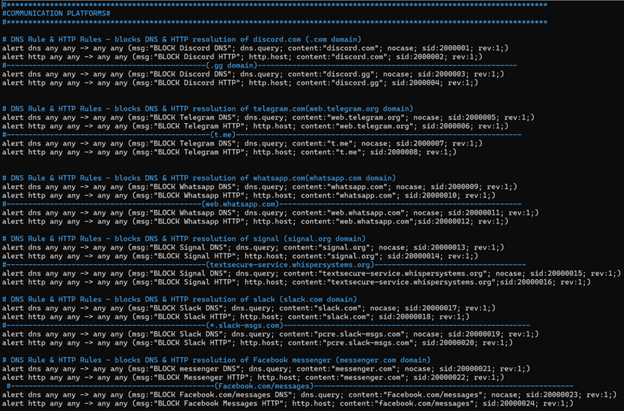 #************************************************************************************************************
#COMMUNICATION PLATFORMS#
#************************************************************************************************************
# DNS Rule & HTTP Rules - blocks DNS & HTTP resolution of discord.com (.com domain)
alert dns any any -> any any (msg:"BLOCK Discord DNS"; dns.query; content:"discord.com"; nocase; sid:2000001; rev:1;)
alert http any any -> any any (msg:"BLOCK Discord HTTP"; http.host; content:"discord.com"; sid:2000002; rev:1;)
#----------------------------------------(.gg domain)----------------------------------------------
alert dns any any -> any any (msg:"BLOCK Discord DNS"; dns.query; content:"discord.gg"; nocase; sid:2000003; rev:1;)
alert http any any -> any any (msg:"BLOCK Discord HTTP"; http.host; content:"discord.gg"; sid:2000004; rev:1;)
# DNS Rule & HTTP Rules - blocks DNS & HTTP resolution of telegram.com(web.telegram.org domain)
alert dns any any -> any any (msg:"BLOCK Telegram DNS"; dns.query; content:"web.telegram.org"; nocase; sid:2000005; rev:1;)
alert http any any -> any any (msg:"BLOCK Telegram HTTP"; http.host; content:"web.telegram.org"; sid:2000006; rev:1;)
#-----------------------------------------(t.me)--------------------------------------------------
alert dns any any -> any any (msg:"BLOCK Telegram DNS"; dns.query; content:"t.me"; nocase; sid:2000007; rev:1;)
alert http any any -> any any (msg:"BLOCK Telegram HTTP"; http.host; content:"t.me"; sid:2000008; rev:1;)
# DNS Rule & HTTP Rules - blocks DNS & HTTP resolution of whatsapp.com(whatsapp.com domain)
alert dns any any -> any any (msg:"BLOCK Whatsapp DNS"; dns.query; content:"whatsapp.com"; nocase; sid:2000009; rev:1;)
alert http any any -> any any (msg:"BLOCK Whatsapp HTTP"; http.host; content:"whatsapp.com"; sid:20000010; rev:1;)
#---------------------------------------(web.whatsapp.com)------------------------------------------
alert dns any any -> any any (msg:"BLOCK Whatsapp DNS"; dns.query; content:"web.whatsapp.com"; nocase; sid:20000011; rev:1;)
alert http any any -> any any (msg:"BLOCK Whatsapp HTTP"; http.host; content:"web.whatsapp.com";sid:20000012; rev:1;)
# DNS Rule & HTTP Rules - blocks DNS & HTTP resolution of signal (signal.org domain)
alert dns any any -> any any (msg:"BLOCK Signal DNS"; dns.query; content:"signal.org"; nocase; sid:20000013; rev:1;)
alert http any any -> any any (msg:"BLOCK Signal HTTP"; http.host; content:"signal.org"; sid:20000014; rev:1;)
#----------------------------------------(textsecure-service.whispersystems.org)------------------------------
alert dns any any -> any any (msg:"BLOCK Signal DNS"; dns.query; content:"textsecure-service.whispersystems.org"; nocase; sid:20000015; rev:1;)
alert http any any -> any any (msg:"BLOCK Signal HTTP"; http.host; content:"textsecure-service.whispersystems.org";sid:20000016; rev:1;)
# DNS Rule & HTTP Rules - blocks DNS & HTTP resolution of slack (slack.com domain)
alert dns any any -> any any (msg:"BLOCK Slack DNS"; dns.query; content:"slack.com"; nocase; sid:20000017; rev:1;)
alert http any any -> any any (msg:"BLOCK Slack HTTP"; http.host; content:"slack.com"; sid:20000018; rev:1;)
#----------------------------------------(*.slack-msgs.com)-------------------------------------------------
alert dns any any -> any any (msg:"BLOCK Slack DNS"; dns.query; content:"pcre.slack-msgs.com"; nocase; sid:20000019; rev:1;)
alert http any any -> any any (msg:"BLOCK Slack HTTP"; http.host; content:"pcre.slack-msgs.com"; sid:20000020; rev:1;)
# DNS Rule & HTTP Rules - blocks DNS & HTTP resolution of Facebook messenger (messenger.com domain)
alert dns any any -> any any (msg:"BLOCK messenger DNS"; dns.query; content:"messenger.com"; nocase; sid:20000021; rev:1;)
alert http any any -> any any (msg:"BLOCK Messenger HTTP"; http.host; content:"messenger.com"; sid:20000022; rev:1;)
#-----------------------------------------(Facebook.com/messages)----------------------------------------------------
alert dns any any -> any any (msg:"BLOCK Facebook.com/messages DNS"; dns.query; content:"Facebook.com/messages"; nocase; sid:20000023; rev:1;)
alert http any any -> any any (msg:"BLOCK Facebook Messages HTTP"; http.host; content:"facebook.com/messages"; sid:20000024; rev:1;)